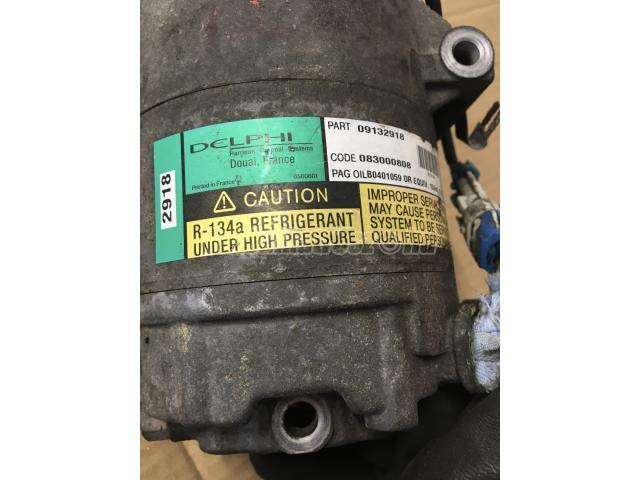 DELPHI
Douai, France
Printed in France
6560601
2918
PART 09132918
CODE 083000808
PAG OILB0401059 OR EQUIV.
CAUTION
R-134a REFRIGERANT
UNDER HIGH PRESSURE
IMPROPER
MAY CAUSE
SYSTEM TO BE
QUALIFIED